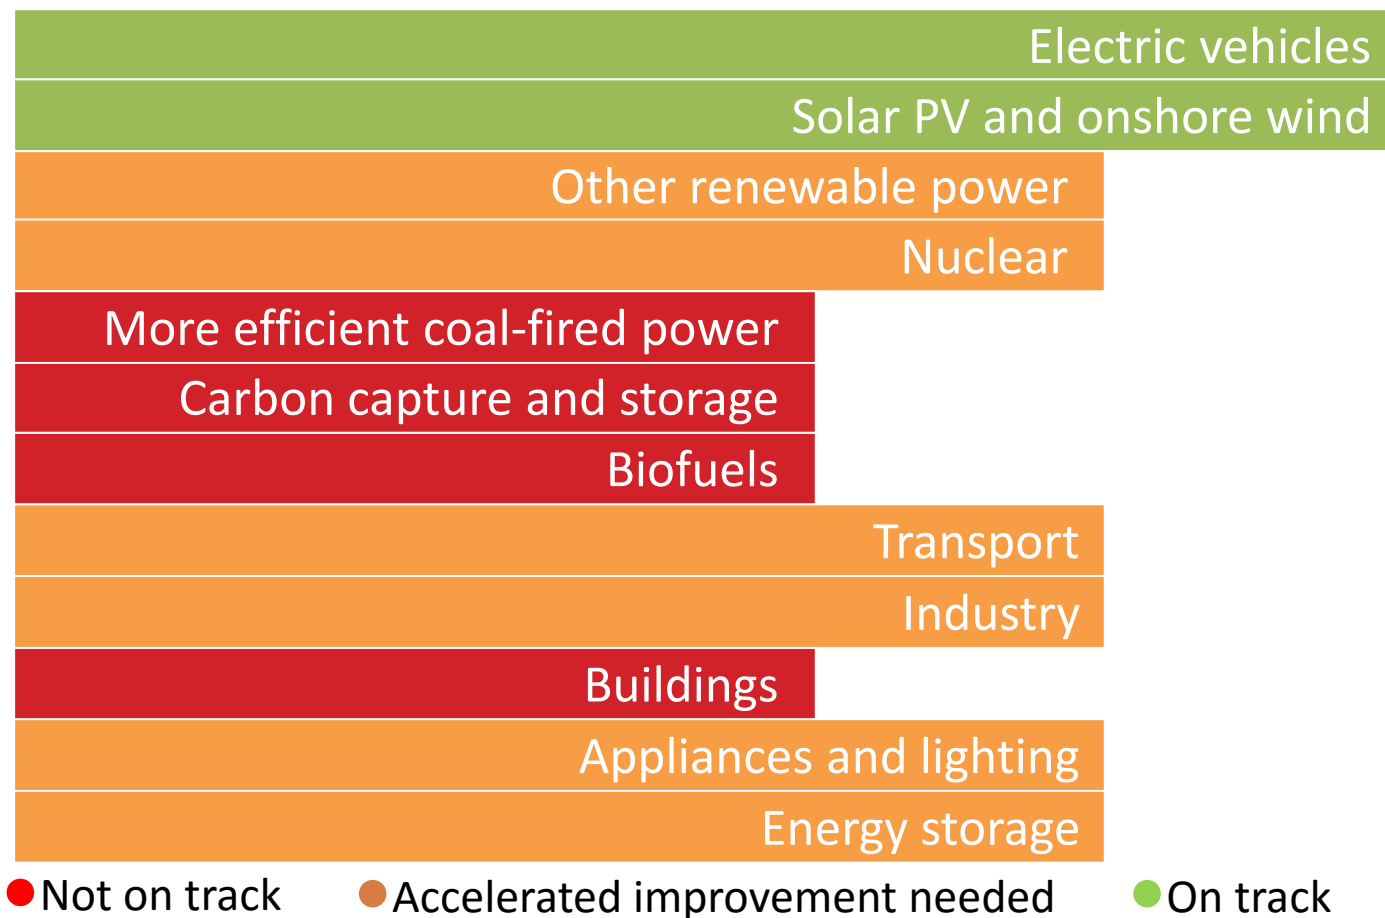 Electric vehicles
Solar PV and onshore wind
Other renewable power
Nuclear
More efficient coal-fired power
Carbon capture and storage
Biofuels
Transport
Industry
Buildings
Appliances and lighting
Energy storage
Not on track Accelerated improvement needed On track